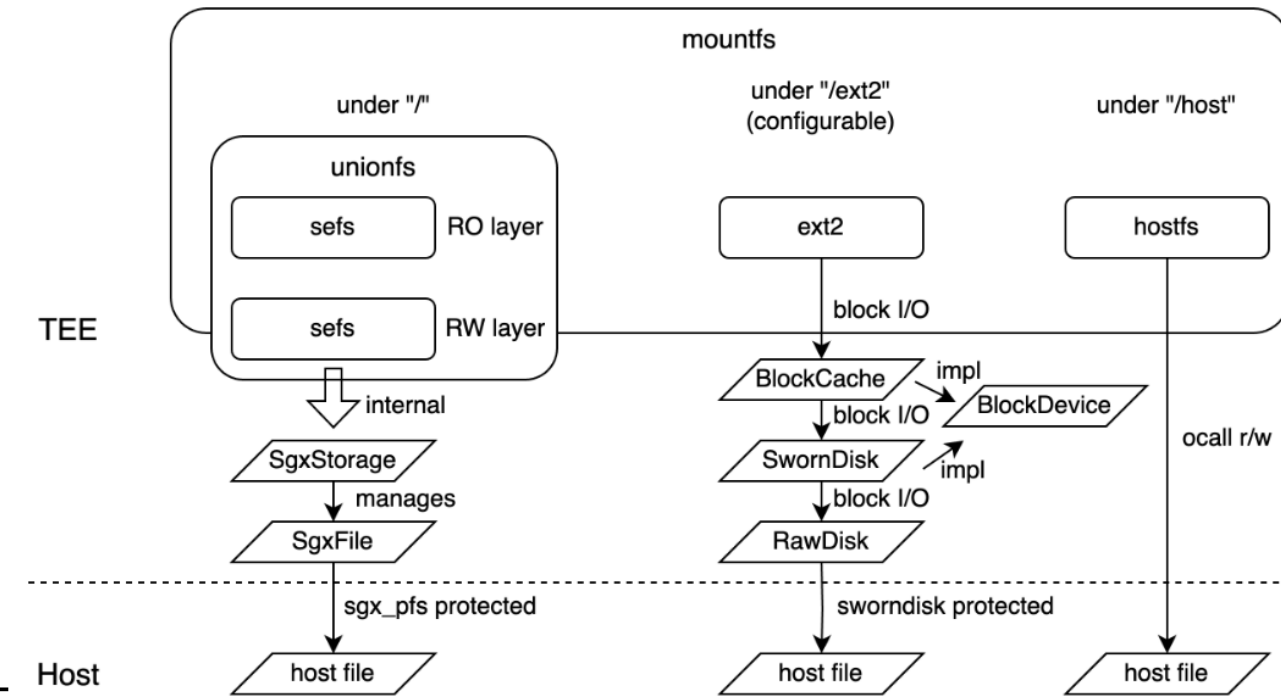 mountfs
under "/"
under "/ext2"
(configurable)
under "/host"
unionfs
sefs
RO layer
ext2
hostfs
sefs
RW layer
block I/O
TEE
BlockCache
impl
BlockDevice
internal
block I/O
ocall r/w
SgxStorage
SwornDisk
impl
manages
block I/O
SgxFile
RawDisk
sgx_pfs protected
sworndisk protected
Host
host file
host file
host file